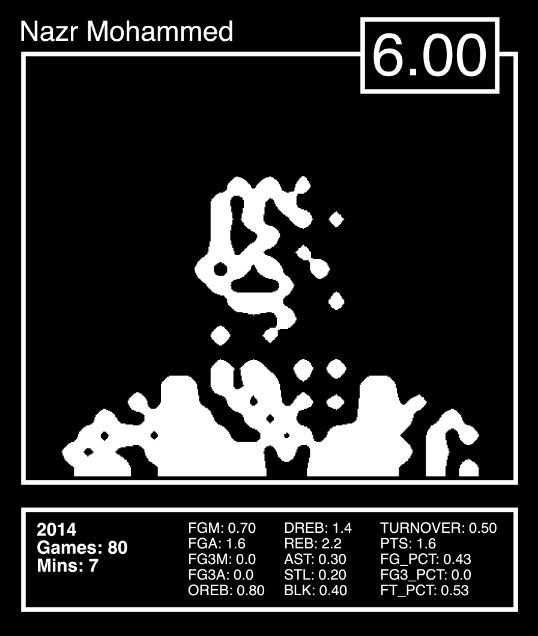 Nazr Mohammed
6.00
2014
Games: 80
Mins: 7
FGM: 0.70
FGA: 1.6
FG3M: 0.0
FG3A: 0.0
OREB: 0.80
DREB: 1.4
REB: 2.2
AST: 0.30
STL: 0.20
BLK: 0.40
TURNOVER: 0.50
PTS: 1.6
FG_PCT: 0.43
FG3_PCT: 0.0
FT_PCT: 0.53